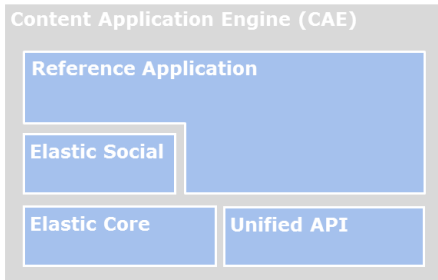 Content Application Engine (CAE)
Reference Application
Elastic Social
Elastic Core
Unified API